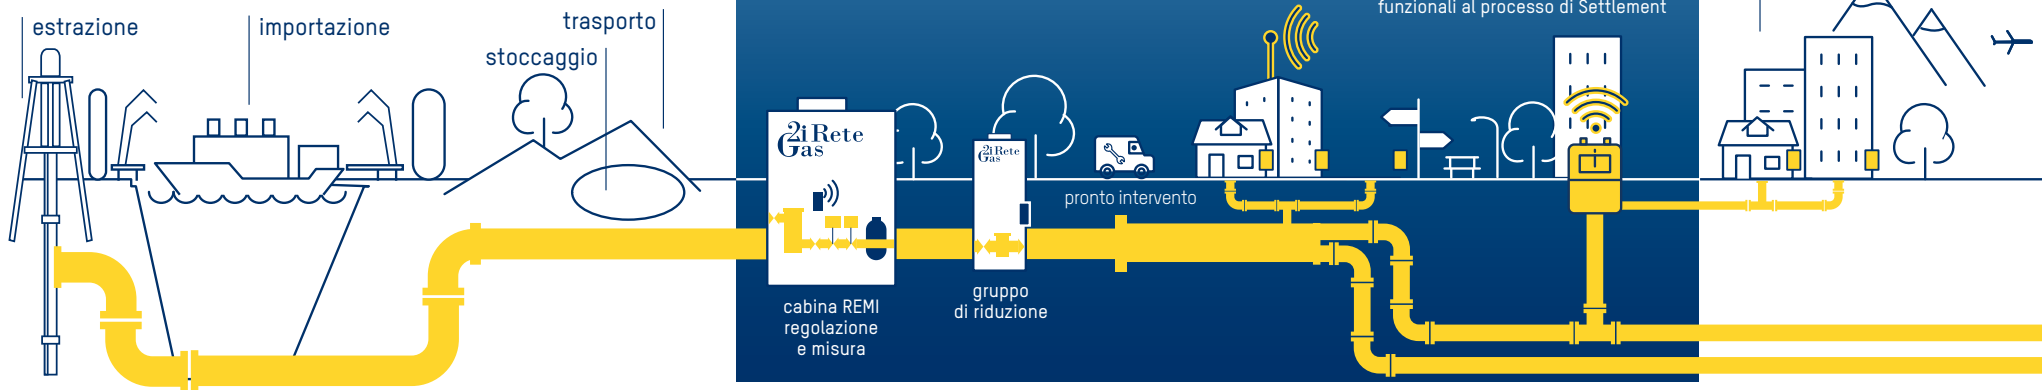 estrazione
importazione
trasporto
stoccaggio
funzionali al processo di Settlement
2i Rete
Gas
2i Rete
Gas
pronto intervento
cabina REMI
regolazione
e misura
gruppo
di riduzione